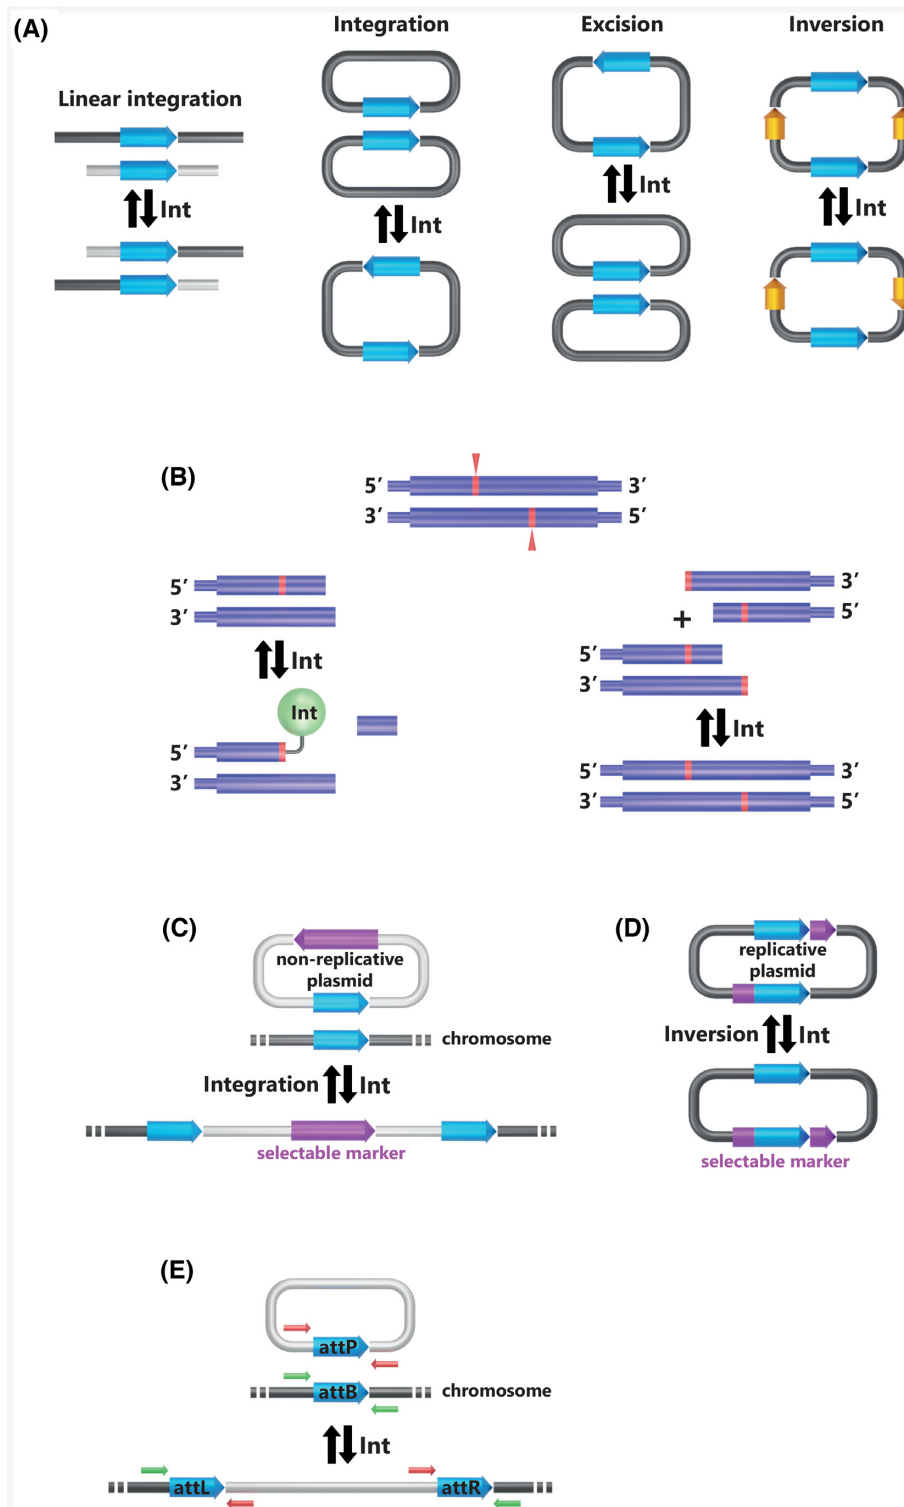 (A)
Integration
Excision
Inversion
Linear integration
Int
Int
Int
Int
(B)
5′ 3′
3′ 5′
5′
3′
Int
Int
5′
3′
3′
+ 5′
5′
3′
Int
5′ 3′
3′ 5′
(C)
non-replicative
plasmid
chromosome
Integration Int
selectable marker
(D)
replicative
plasmid
Inversion Int
selectable marker
(E)
attP
attB chromosome
Int
attL attR